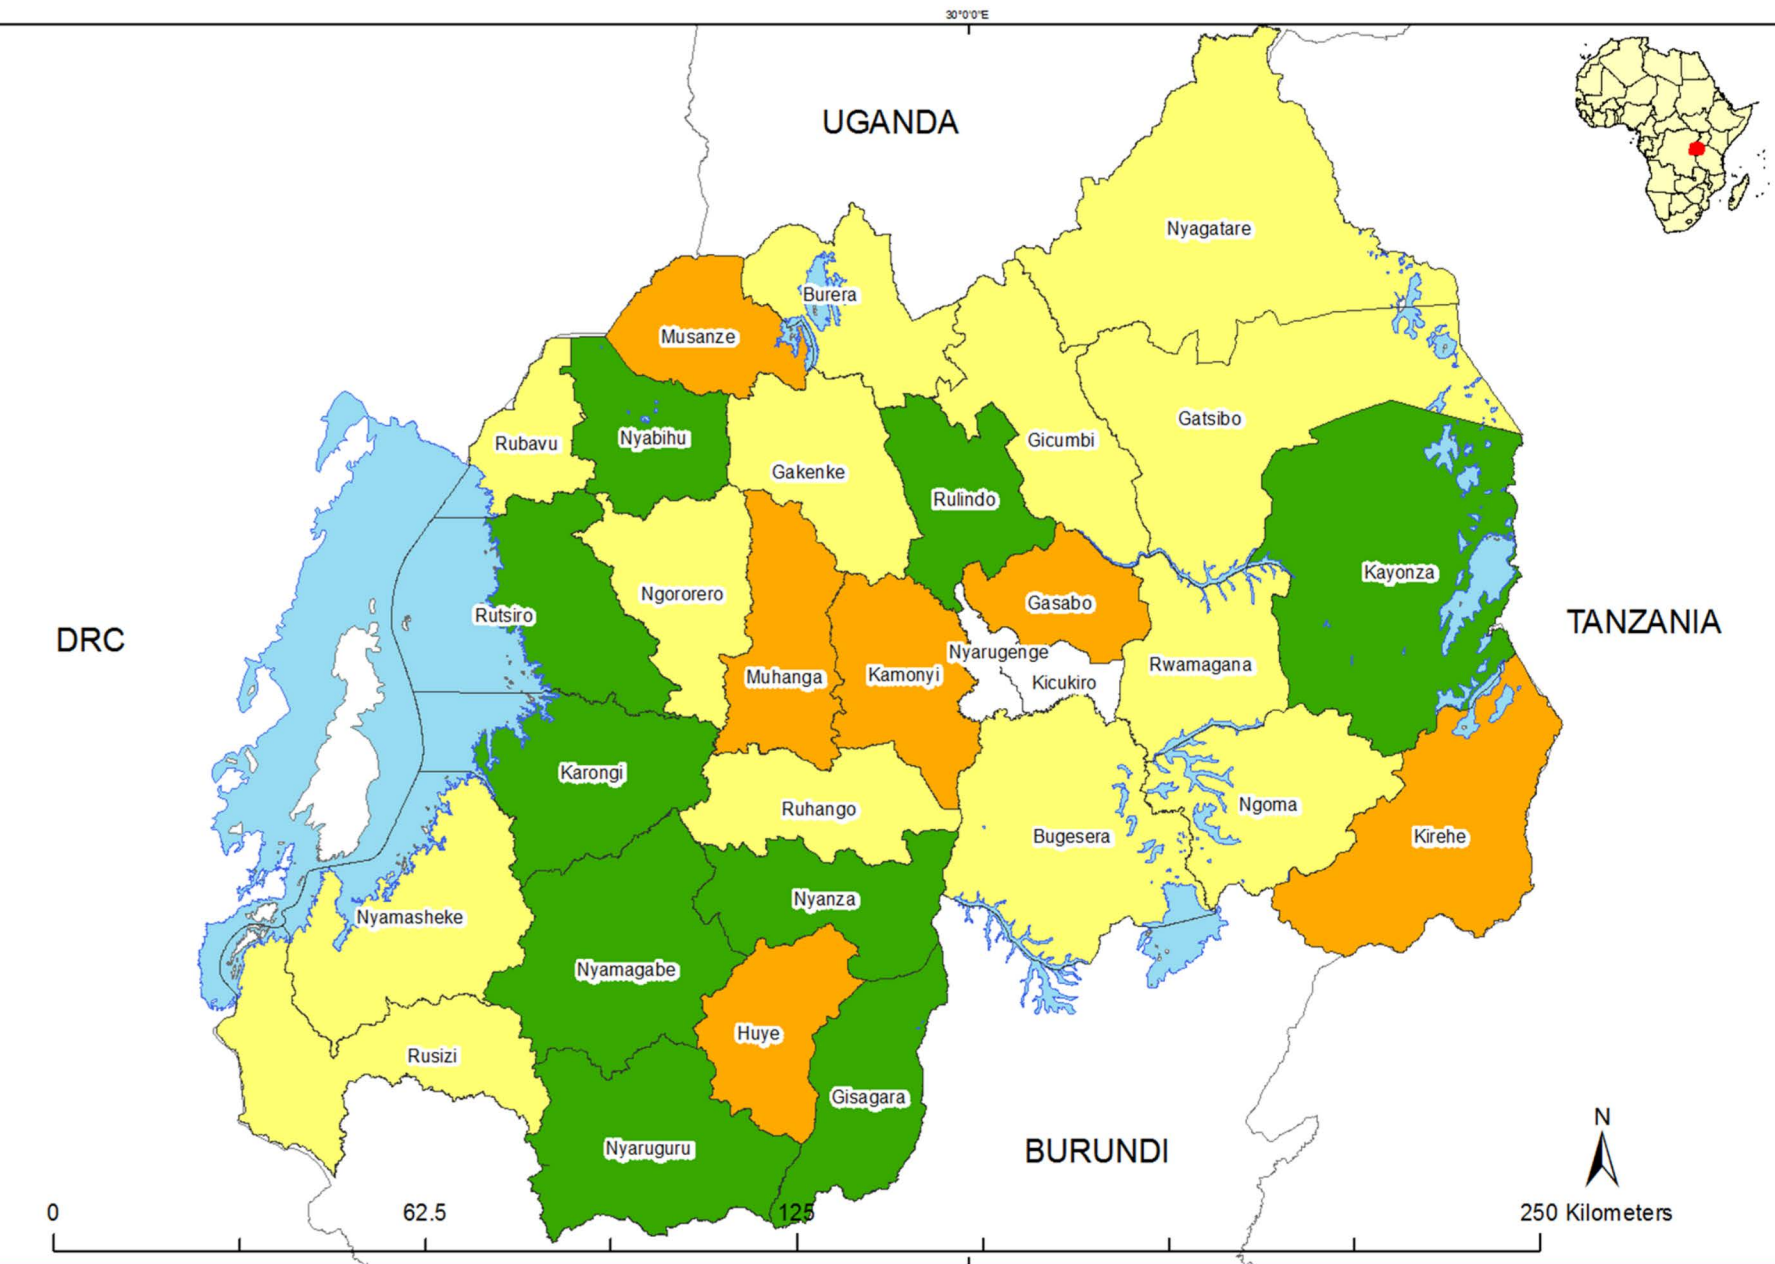 30°0'0"E
UGANDA
Nyagatare
Burera
Musanze
Gatsibo
Rubavu
Nyabihu
Gicumbi
Gakenke
Rulindo
Kayonza
Ngororero
Gasabo
Rutsiro
TANZANIA
DRC
Nyarugenge
Rwamagana
Muhanga
Kamonyi
Kicukiro
Karongi
Ruhango
Ngoma
Bugesera
Kirehe
Nyanza
Nyamasheke
Nyamagabe
Huye
Rusizi
Gisagara
N
Nyaruguru
BURUNDI
0 62.5 125 250 Kilometers